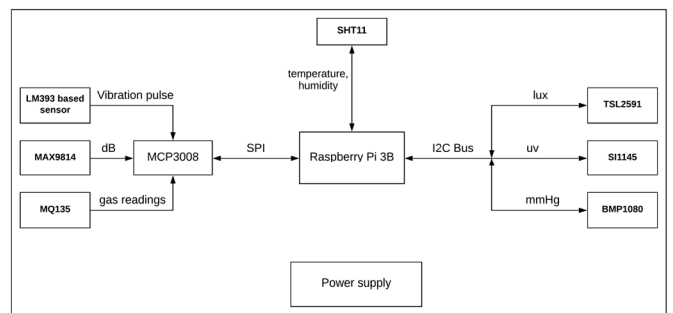 SHT11
temperature,
humidity
LM393 based
sensor
Vibration pulse
lux
TSL2591
MAX9814
dB
MCP3008
SPI
Raspberry Pi 3B
I2C Bus
uv
SI1145
MQ135
gas readings
mmHg
BMP1080
Power supply